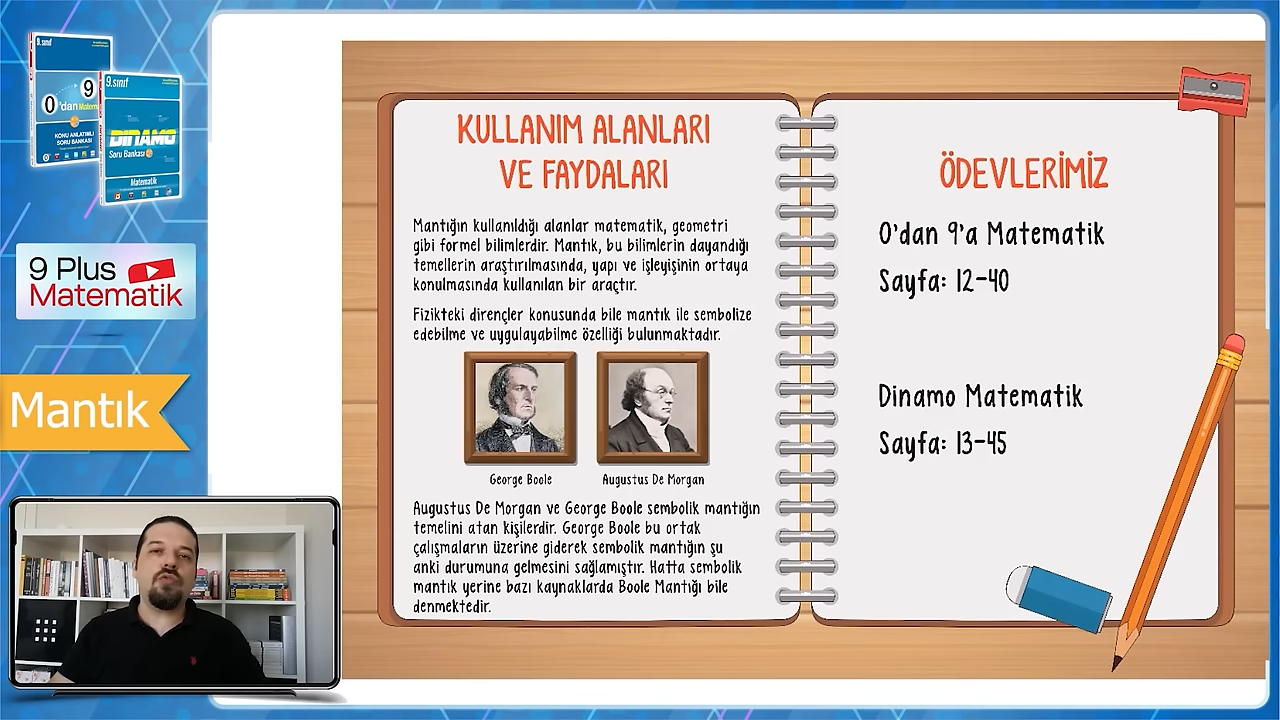 9.sınıf
0'dan 9
KONU ANLATIMLI
SORU BANKASI
9.sınıf
DİNAMO
Soru Bankası
Matematik
9 Plus
Matematik
Mantık
KULLANIM ALANLARI
VE FAYDALARI
Mantığın kullanıldığı alanlar matematik, geometri
gibi formel bilimlerdir. Mantık, bu bilimlerin dayandığı
temellerin araştırılmasında, yapı ve işleyişinin ortaya
konulmasında kullanılan bir araçtır.
Fizikteki dirençler konusunda bile mantık ile sembolize
edebilme ve uygulayabilme özelliği bulunmaktadır.
George Boole
Augustus De Morgan
Augustus De Morgan ve George Boole sembolik mantığın
temelini atan kişilerdir. George Boole bu ortak
çalışmaların üzerine giderek sembolik mantığın şu
anki durumuna gelmesini sağlamıştır. Hatta sembolik
mantık yerine bazı kaynaklarda Boole Mantığı bile
denmektedir.
ÖDEVLERİMİZ
0'dan 9'a Matematik
Sayfa: 12-40
Dinamo Matematik
Sayfa: 13-45